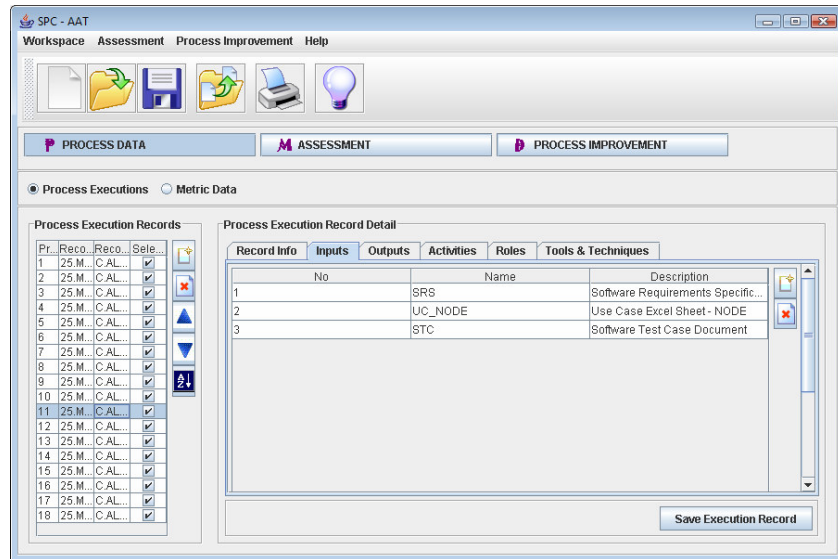 SPC - AAT
Workspace Assessment Process Improvement Help
P PROCESS DATA M ASSESSMENT D PROCESS IMPROVEMENT
Process Executions Metric Data
Process Execution Records Process Execution Record Detail
Record Info Inputs Outputs Activities Roles Tools & Techniques
Pr... Reco... Reco... Sele...
No Name Description
1 25.M... C.AL...
2 25.M... C.AL...
3 25.M... C.AL...
4 25.M... C.AL...
5 25.M... C.AL...
6 25.M... C.AL...
7 25.M... C.AL...
8 25.M... C.AL...
9 25.M... C.AL...
10 25.M... C.AL...
11 25.M... C.AL...
12 25.M... C.AL...
13 25.M... C.AL...
14 25.M... C.AL...
15 25.M... C.AL...
16 25.M... C.AL...
17 25.M... C.AL...
18 25.M... C.AL...
A Z
1 SRS Software Requirements Specific...
2 UC_NODE Use Case Excel Sheet - NODE
3 STC Software Test Case Document
Save Execution Record